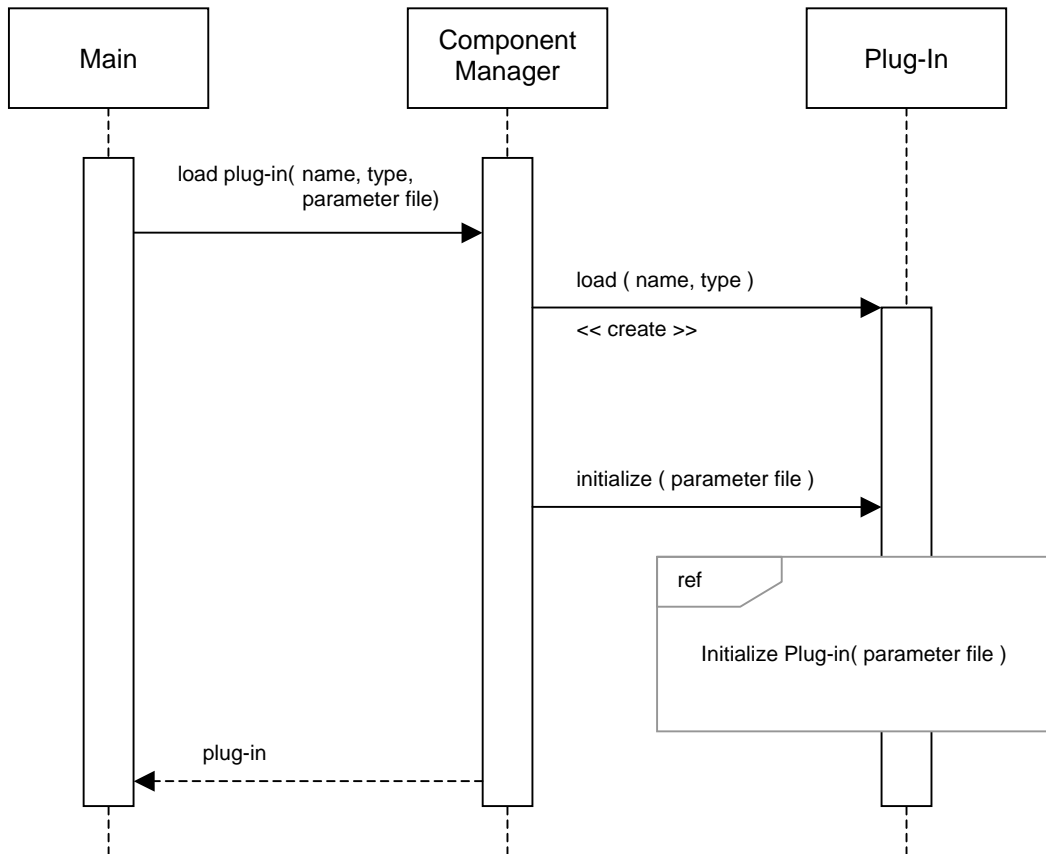 Main
Component
Manager
Plug-In
load plug-in( name, type,
parameter file)
load ( name, type )
<< create >>
initialize ( parameter file )
ref
Initialize Plug-in( parameter file )
plug-in